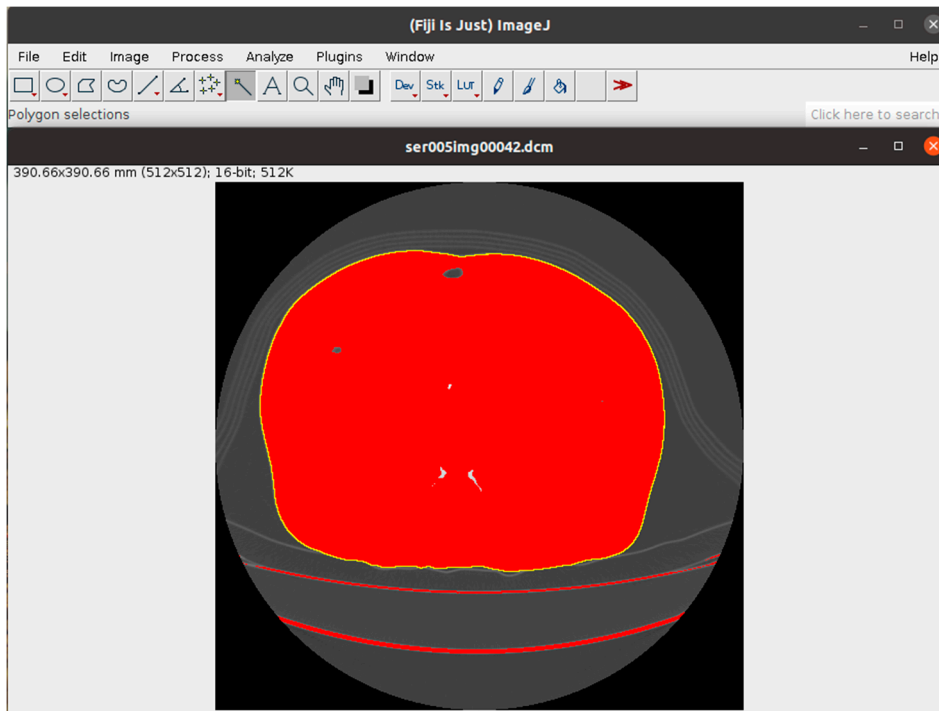 (Fiji Is Just) ImageJ
File Edit Image Process Analyze Plugins Window Help
Dev Stk LUT
Polygon selections Click here to search
ser005img00042.dcm
390.66x390.66 mm (512x512); 16-bit; 512K